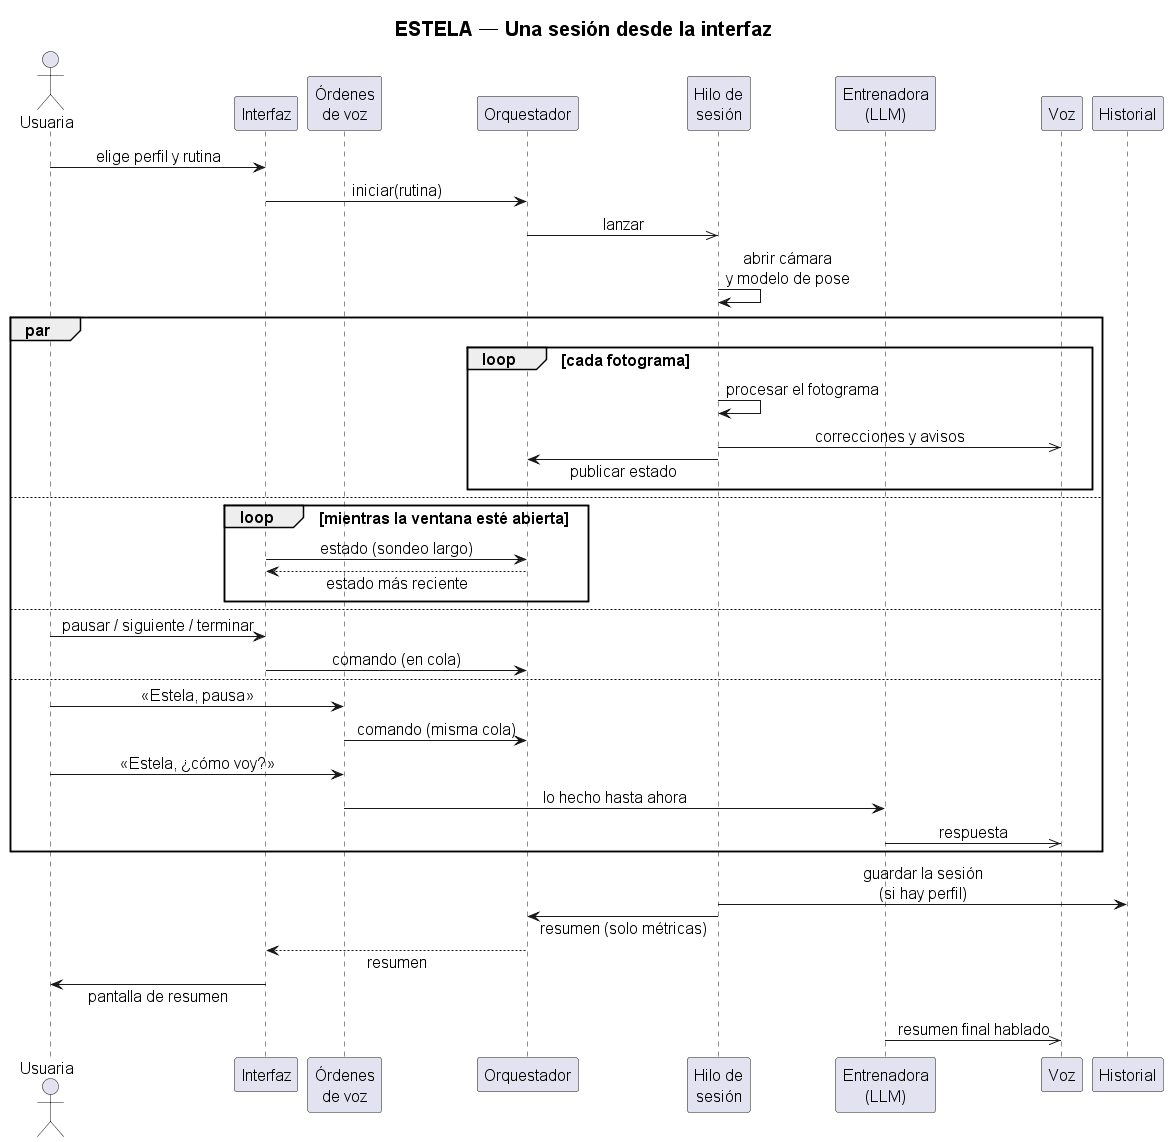 ESTELA — Una sesión desde la interfaz
Usuaria
Interfaz
Órdenes
de voz
Orquestador
Hilo de
sesión
Entrenadora
(LLM)
Voz
Historial
elige perfil y rutina
iniciar(rutina)
lanzar
abrir cámara
y modelo de pose
par
loop
[cada fotograma]
procesar el fotograma
correcciones y avisos
publicar estado
loop
[mientras la ventana esté abierta]
estado (sondeo largo)
estado más reciente
pausar / siguiente / terminar
comando (en cola)
«Estela, pausa»
comando (misma cola)
«Estela, ¿cómo voy?»
lo hecho hasta ahora
respuesta
guardar la sesión
(si hay perfil)
resumen (solo métricas)
resumen
pantalla de resumen
resumen final hablado
Usuaria
Interfaz
Órdenes
de voz
Orquestador
Hilo de
sesión
Entrenadora
(LLM)
Voz
Historial